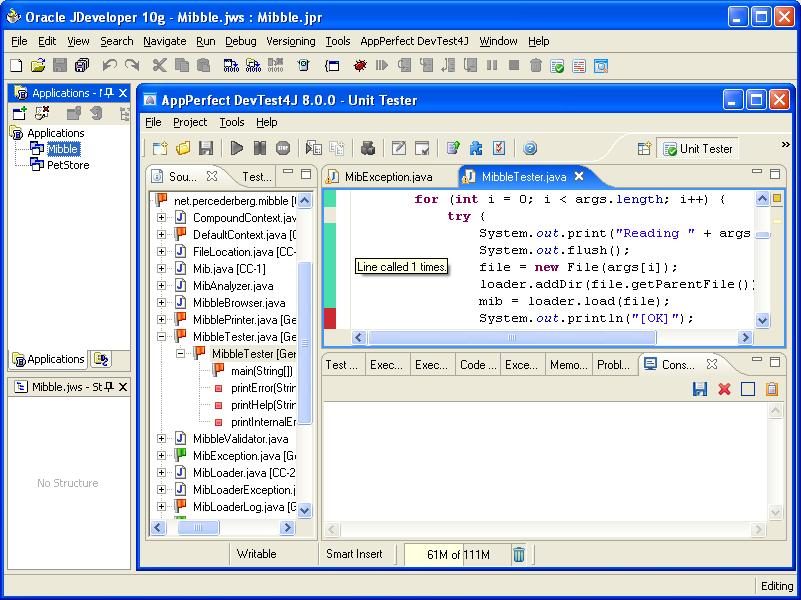 Oracle JDeveloper 10g - Mibble.jws : Mibble.jpr
File Edit View Search Navigate Run Debug Versioning Tools AppPerfect DevTest4J Window Help
Applications - 
Applications
Mibble
PetStore
Applications
Mibble.jws - St
No Structure
AppPerfect DevTest4J 8.0.0 - Unit Tester
File Project Tools Help
Unit Tester
Sou... Test...
net.percederberg.mibble [
CompoundContext.jav
DefaultContext.java [C
FileLocation.java [CC-
Mib.java [CC-1]
MibAnalyzer.java
MibbleBrowser.java
MibblePrinter.java [Ge
MibbleTester.java [Ge
MibbleTester [Ger
main(String[])
printError(Strin
printHelp(Strin
printInternalEr
MibbleValidator.java
MibException.java [G
MibLoader.java [CC-2
MibLoaderException.j
MibLoaderLog.java [G
MibException.java MibbleTester.java
for (int i = 0; i < args.length; i++) {
try {
System.out.print("Reading " + args
System.out.flush();
Line called 1 times.
file = new File(args[i]);
loader.addDir(file.getParentFile())
mib = loader.load(file);
System.out.println("[OK]");
Test ... Exec... Exec... Code ... Exce... Memo... Probl... Cons...
Writable Smart Insert 61M of 111M
Editing